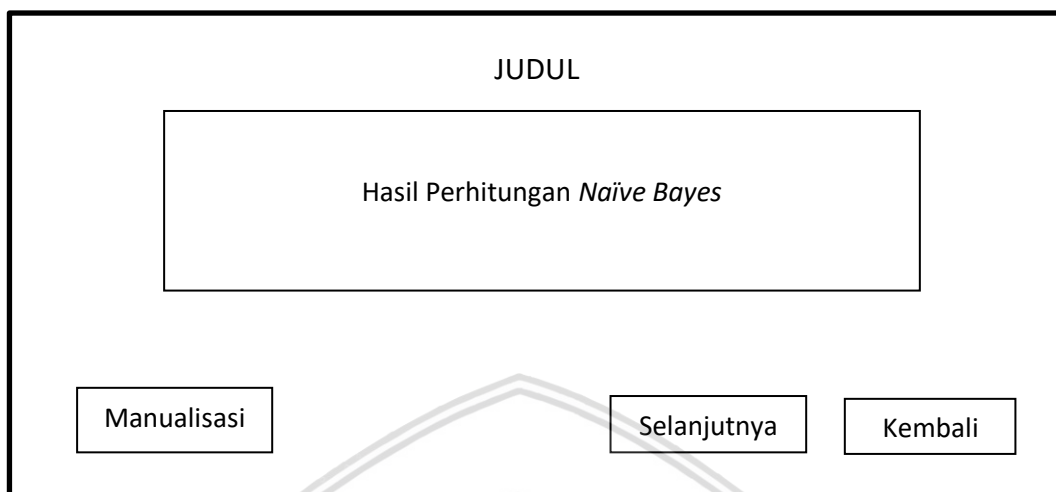 JUDUL
Hasil Perhitungan Naïve Bayes
Manualisasi
Selanjutnya
Kembali